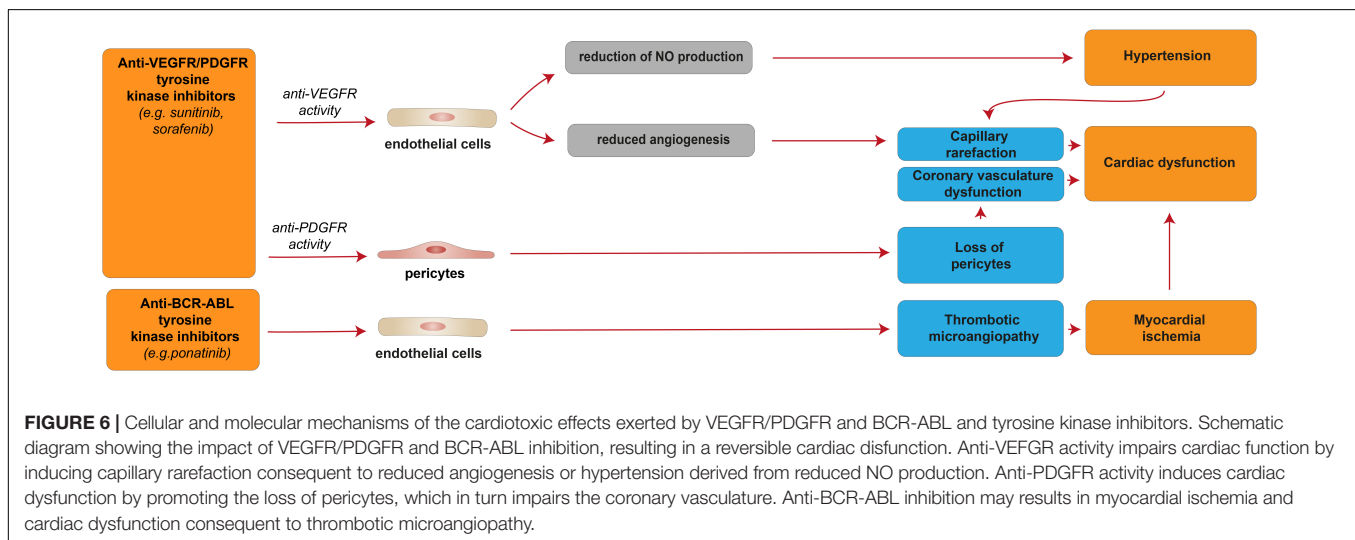 Anti-VEGFR/PDGFR
tyrosine
kinase inhibitors
(e.g. sunitinib,
sorafenib)
anti-VEGFR
activity
endothelial cells
reduction of NO production
reduced angiogenesis
Hypertension
Capillary
rarefaction
Coronary vasculature
dysfunction
Cardiac dysfunction
anti-PDGFR
activity
pericytes
Loss of
pericytes
Anti-BCR-ABL
tyrosine
kinase inhibitors
(e.g.ponatinib)
endothelial cells
Thrombotic
microangiopathy
Myocardial
ischemia
FIGURE 6 | Cellular and molecular mechanisms of the cardiotoxic effects exerted by VEGFR/PDGFR and BCR-ABL and tyrosine kinase inhibitors. Schematic
diagram showing the impact of VEGFR/PDGFR and BCR-ABL inhibition, resulting in a reversible cardiac disfunction. Anti-VEFGR activity impairs cardiac function by
inducing capillary rarefaction consequent to reduced angiogenesis or hypertension derived from reduced NO production. Anti-PDGFR activity induces cardiac
dysfunction by promoting the loss of pericytes, which in turn impairs the coronary vasculature. Anti-BCR-ABL inhibition may results in myocardial ischemia and
cardiac dysfunction consequent to thrombotic microangiopathy.